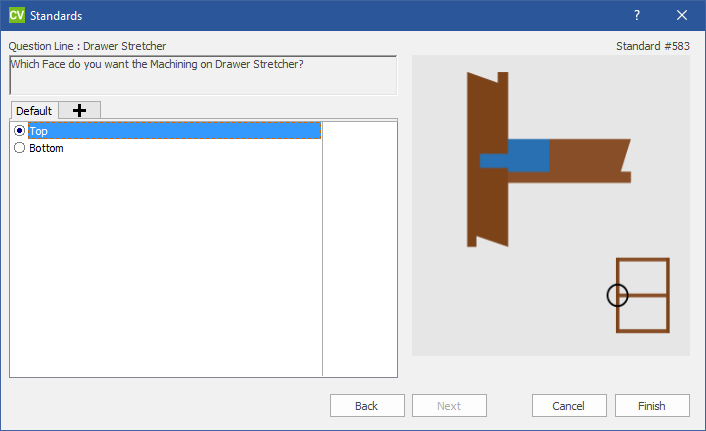 CV Standards
Question Line : Drawer Stretcher
Standard #583
Which Face do you want the Machining on Drawer Stretcher?
Default
Top
Bottom
Back
Next
Cancel
Finish